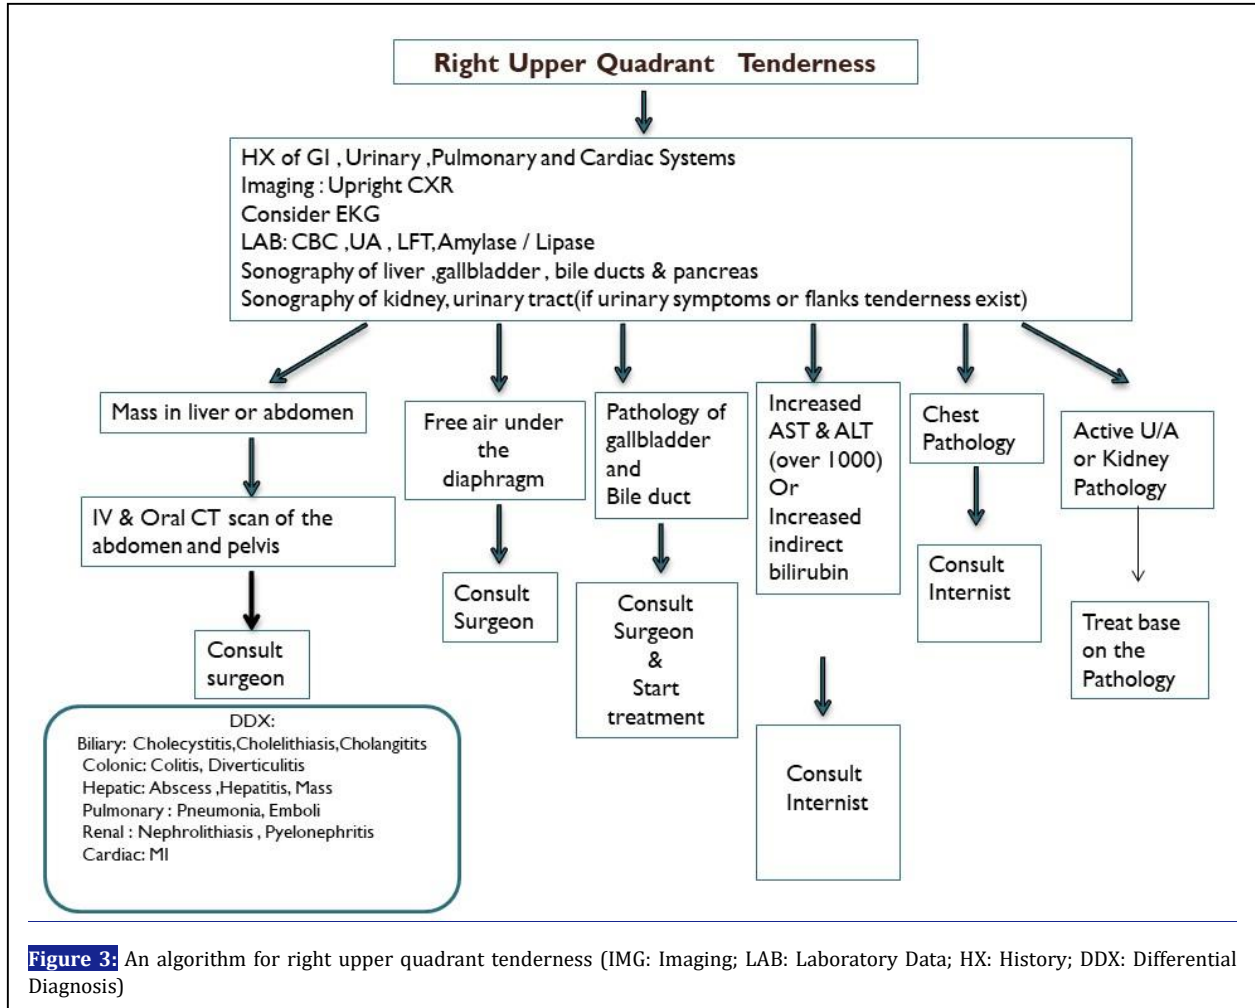 Right Upper Quadrant Tenderness
HX of GI , Urinary ,Pulmonary and Cardiac Systems
Imaging : Upright CXR
Consider EKG
LAB: CBC ,UA , LFT, Amylase / Lipase
Sonography of liver ,gallbladder , bile ducts & pancreas
Sonography of kidney, urinary tract(if urinary symptoms or flanks tenderness exist)
Mass in liver or abdomen
IV & Oral CT scan of the
abdomen and pelvis
Consult
surgeon
Free air under
the
diaphragm
Consult
Surgeon
Pathology of
gallbladder
and
Bile duct
Consult
Surgeon
&
Start
treatment
Increased
AST & ALT
(over 1000)
Or
Increased
indirect
bilirubin
Consult
Internist
Chest
Pathology
Consult
Internist
Active U/A
or Kidney
Pathology
Treat base
on the
Pathology
DDX:
Biliary: Cholecystitis,Cholelithiasis,Cholangitits
Colonic: Colitis, Diverticulitis
Hepatic: Abscess ,Hepatitis, Mass
Pulmonary : Pneumonia, Emboli
Renal : Nephrolithiasis , Pyelonephritis
Cardiac: MI
Figure 3: An algorithm for right upper quadrant tenderness (IMG: Imaging; LAB: Laboratory Data; HX: History; DDX: Differential
Diagnosis)